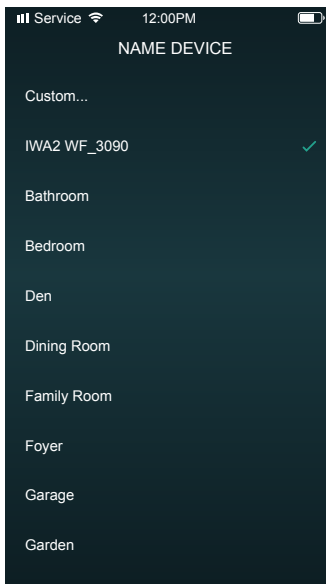 Service 12:00PM
NAME DEVICE
Custom...
IWA2 WF_3090
Bathroom
Bedroom
Den
Dining Room
Family Room
Foyer
Garage
Garden